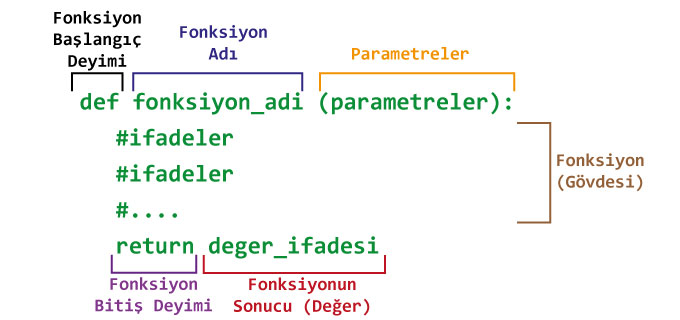 Fonksiyon
Başlangıç
Deyimi
Fonksiyon
Adı
Parametreler
def fonksiyon_adi (parametreler):
#ifadeler
#ifadeler
#....
Fonksiyon
(Gövdesi)
return deger_ifadesi
Fonksiyon
Bitiş Deyimi
Fonksiyonun
Sonucu (Değer)